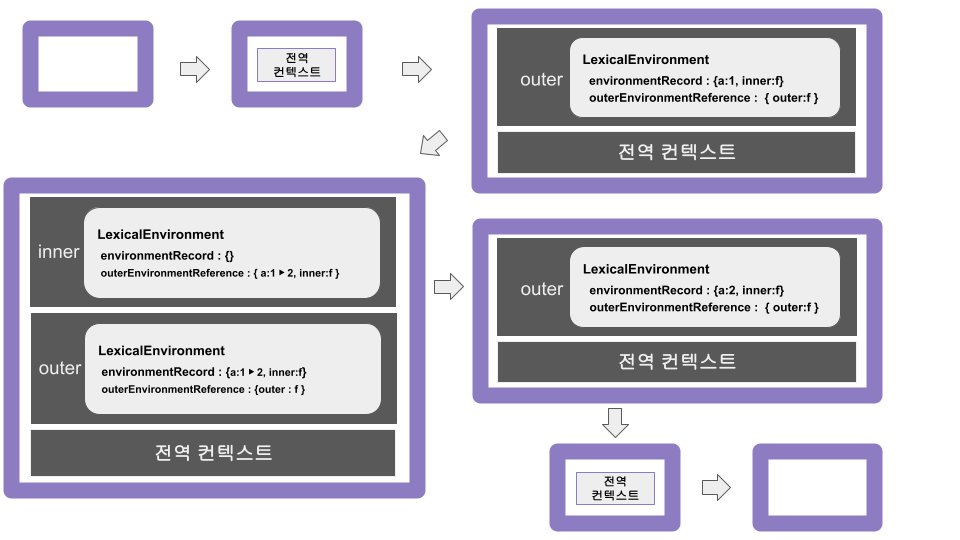 전역
컨텍스트
outer
LexicalEnvironment
environmentRecord : {a:1, inner:f}
outerEnvironmentReference : { outer:f }
전역 컨텍스트
inner
LexicalEnvironment
environmentRecord : {}
outerEnvironmentReference : { a:1 ▶ 2, inner:f }
outer
LexicalEnvironment
environmentRecord : {a:1 ▶ 2, inner:f}
outerEnvironmentReference : {outer : f }
전역 컨텍스트
outer
LexicalEnvironment
environmentRecord : {a:2, inner:f}
outerEnvironmentReference : { outer:f }
전역 컨텍스트
전역
컨텍스트